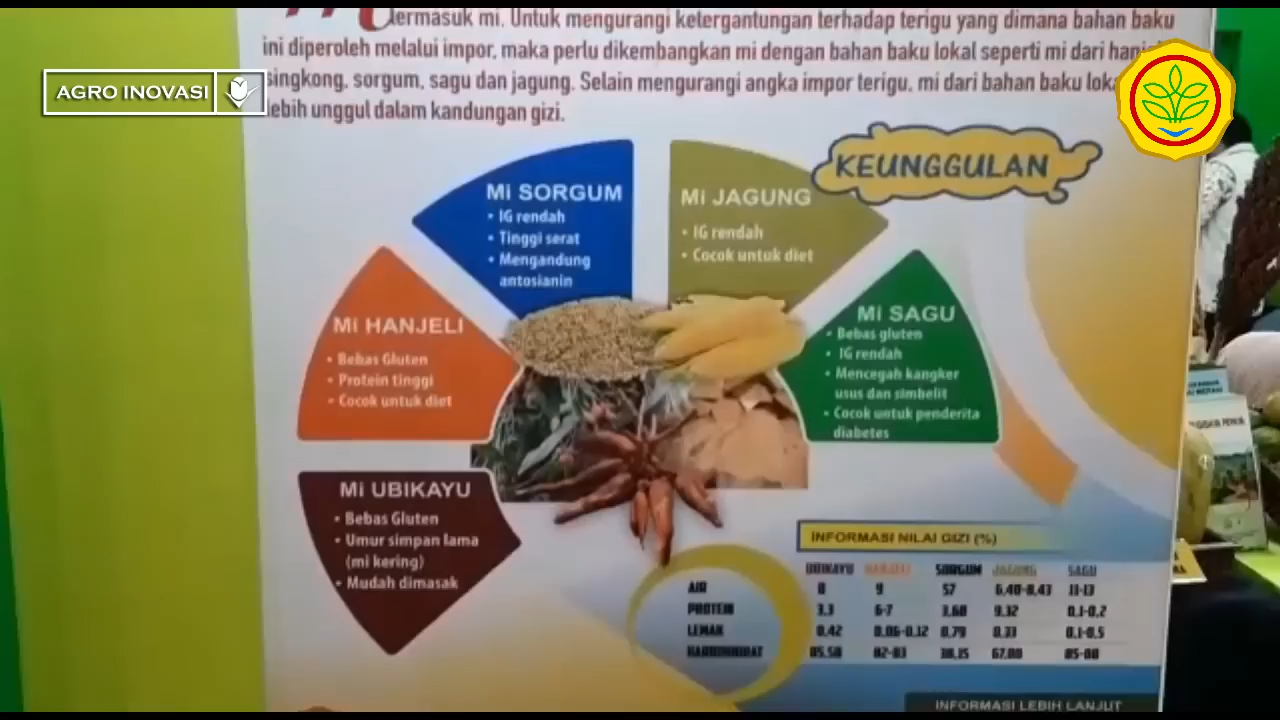 termasuk mi. Untuk mengurangi ketergantungan terhadap terigu yang dimana bahan baku
ini diperoleh melalui impor, maka perlu dikembangkan mi dengan bahan baku lokal seperti mi dari
singkong, sorgum, sagu dan jagung. Selain mengurangi angka impor terigu, mi dari bahan baku
lebih unggul dalam kandungan gizi.
AGRO INOVASI
KEUNGGULAN
Mi SORGUM
• IG rendah
• Tinggi serat
• Mengandung
antosianin
Mi JAGUNG
• IG rendah
• Cocok untuk diet
Mi HANJELI
• Bebas Gluten
• Protein tinggi
• Cocok untuk diet
Mi SAGU
• Bebas gluten
• IG rendah
• Mencegah kangker
usus dan simbelit
• Cocok untuk penderita
diabetes
Mi UBIKAYU
• Bebas Gluten
• Umur simpan lama
(mi kering)
• Mudah dimasak
INFORMASI NILAI GIZI (%)
UBIKAYU HANJELI SORGUM JAGUNG SAGU
AIR 8 9 57 6,40-8,43 11-13
PROTEIN 3,3 6-7 3,60 9,32 0,1-0,2
LEMAK 0,42 0,06-0,12 0,79 0,33 0,1-0,5
KARBOHIDRAT 85,58 82-83 38,15 67,00
INFORMASI LEBIH LANJUT